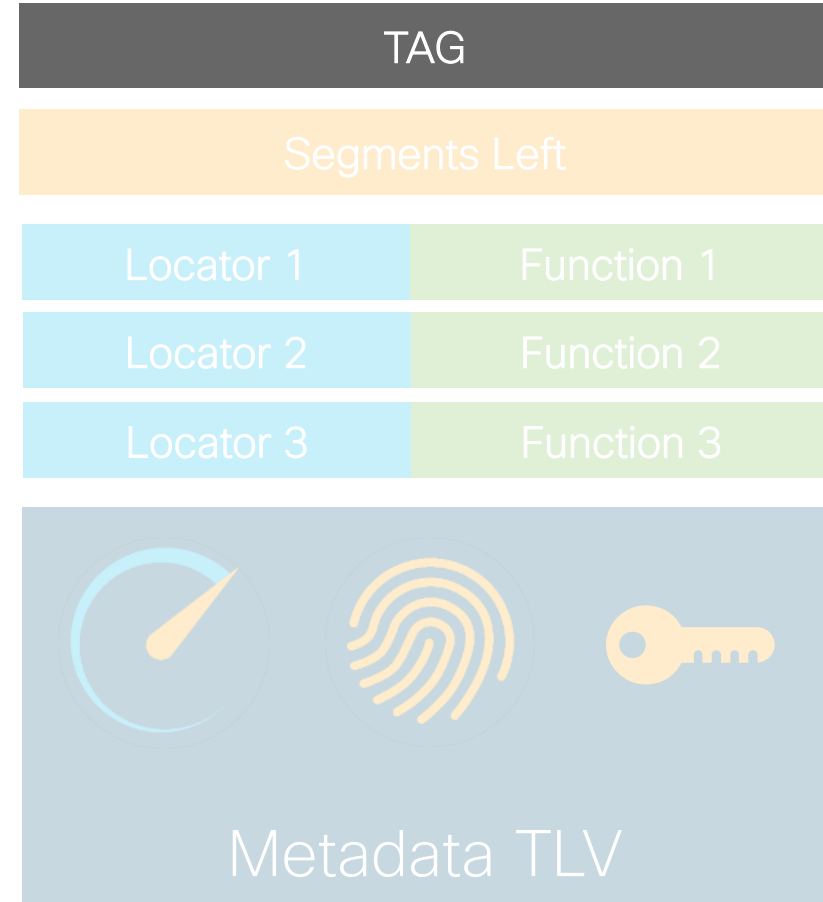 TAG
Segments Left
Locator 1 Function 1
Locator 2 Function 2
Locator 3 Function 3
Metadata TLV